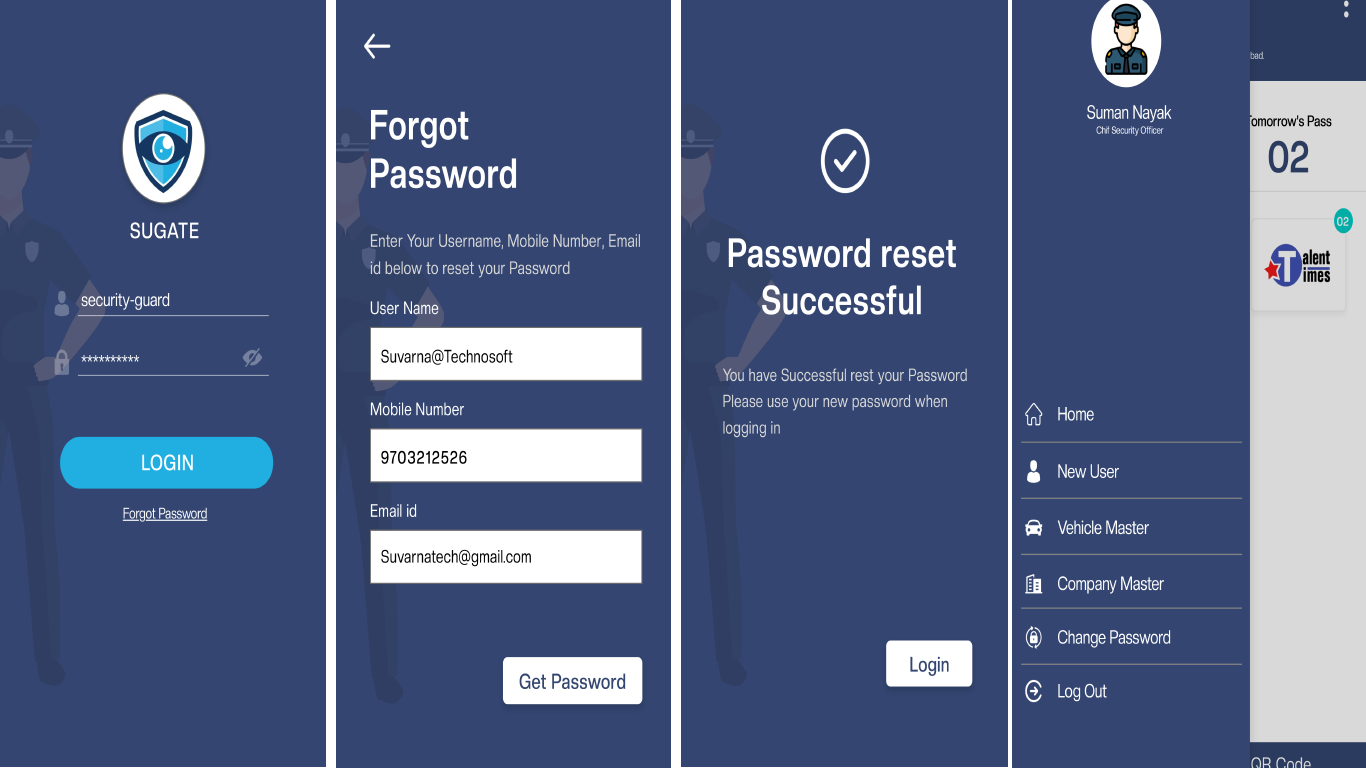 SUGATE
security-guard
**********
LOGIN
Forgot Password
Forgot
Password
Enter Your Username, Mobile Number, Email
id below to reset your Password
User Name
Suvarna@Technosoft
Mobile Number
9703212526
Email id
Suvarnatech@gmail.com
Get Password
Password reset
Successful
You have Successful rest your Password
Please use your new password when
logging in
Login
Suman Nayak
Chif Security Officer
Home
New User
Vehicle Master
Company Master
Change Password
Log Out
bad.
Tomorrow's Pass
02
02
Talent
Times
QR Code